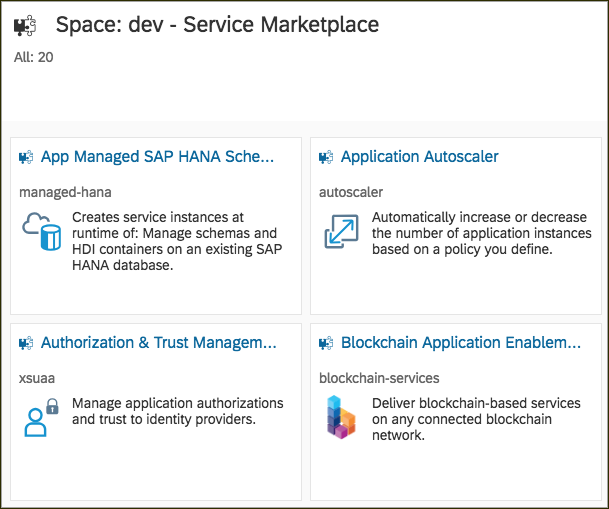 Space: dev - Service Marketplace
All: 20
App Managed SAP HANA Sche...
managed-hana
Creates service instances at
runtime of: Manage schemas and
HDI containers on an existing SAP
HANA database.
Application Autoscaler
autoscaler
Automatically increase or decrease
the number of application instances
based on a policy you define.
Authorization & Trust Managem...
xsuaa
Manage application authorizations
and trust to identity providers.
Blockchain Application Enablem...
blockchain-services
Deliver blockchain-based services
on any connected blockchain
network.